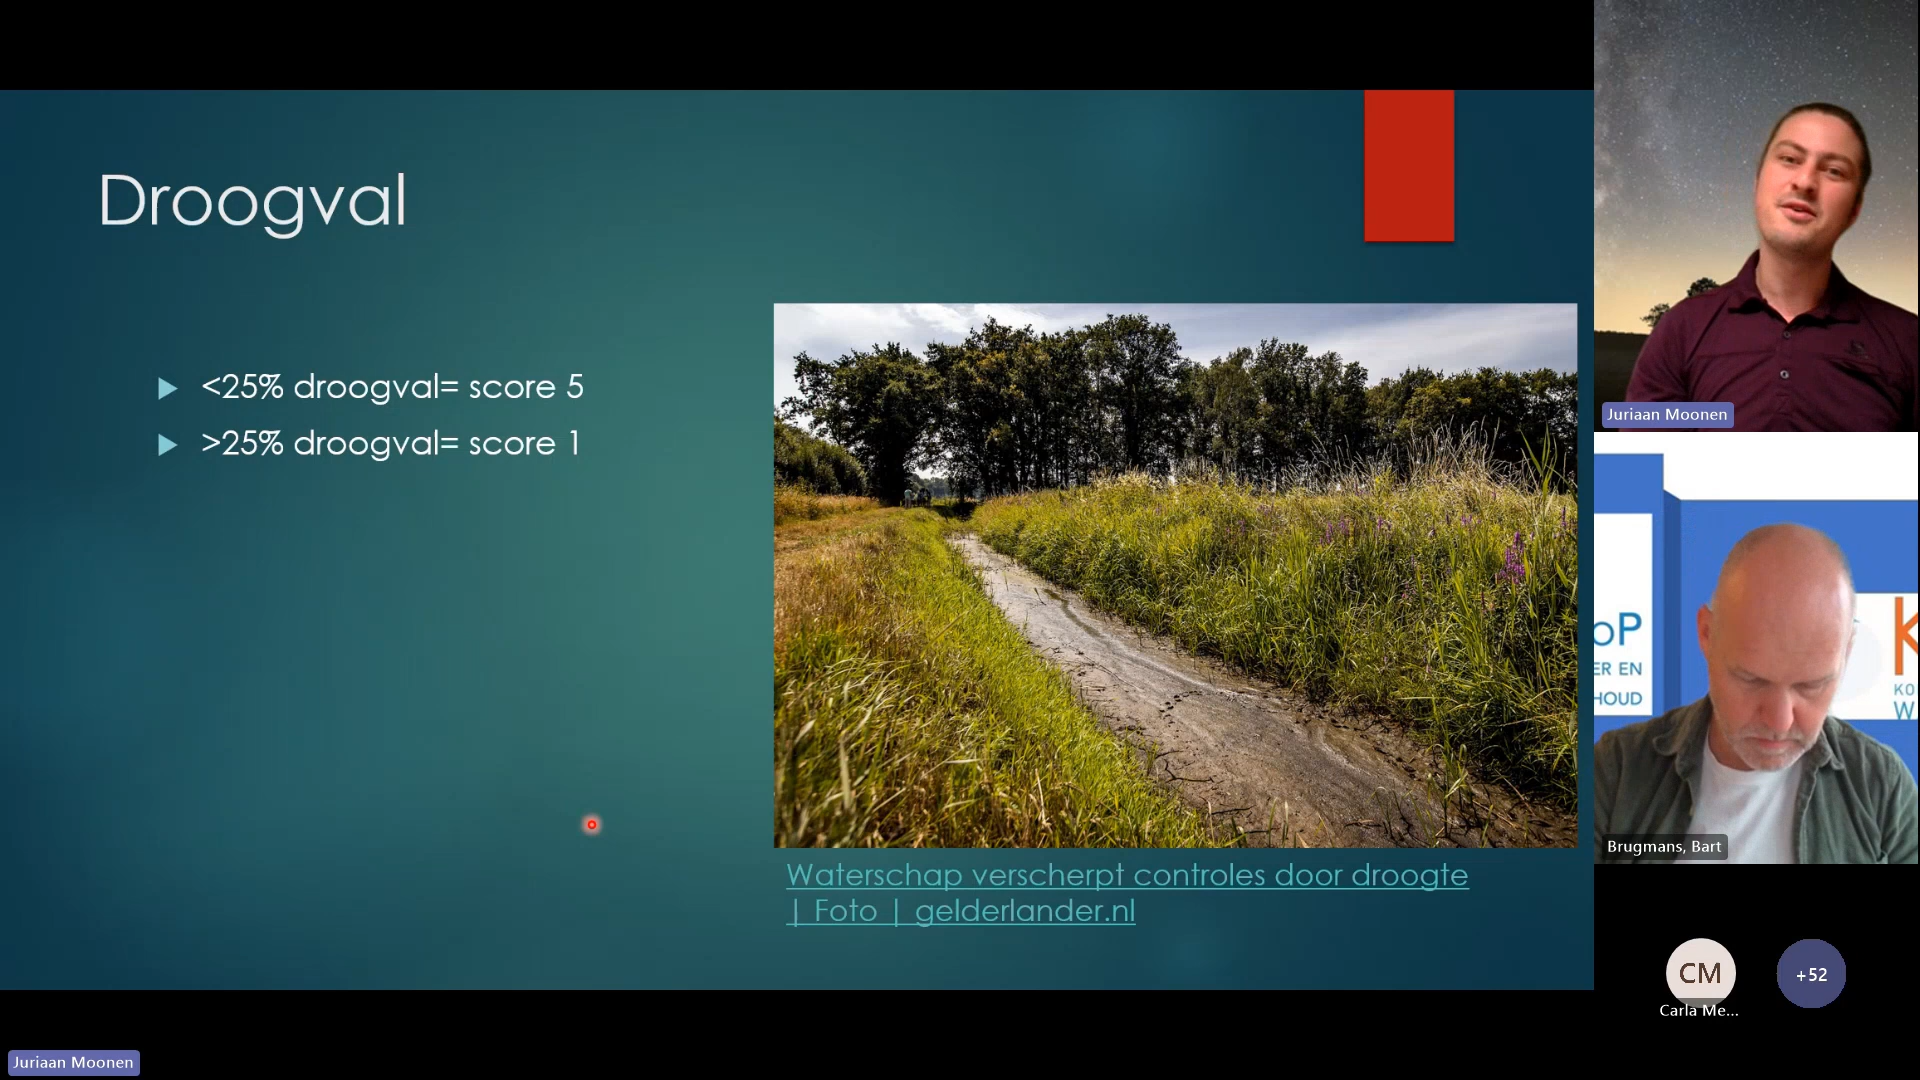 Droogval
<25% droogval= score 5
>25% droogval= score 1
Waterschap verscherpt controles door droogte
| Foto | gelderlander.nl
Juriaan Moonen
oP
ER EN
HOUD
K
KO
W
Brugmans, Bart
CM
+52
Carla Me...
Juriaan Moonen